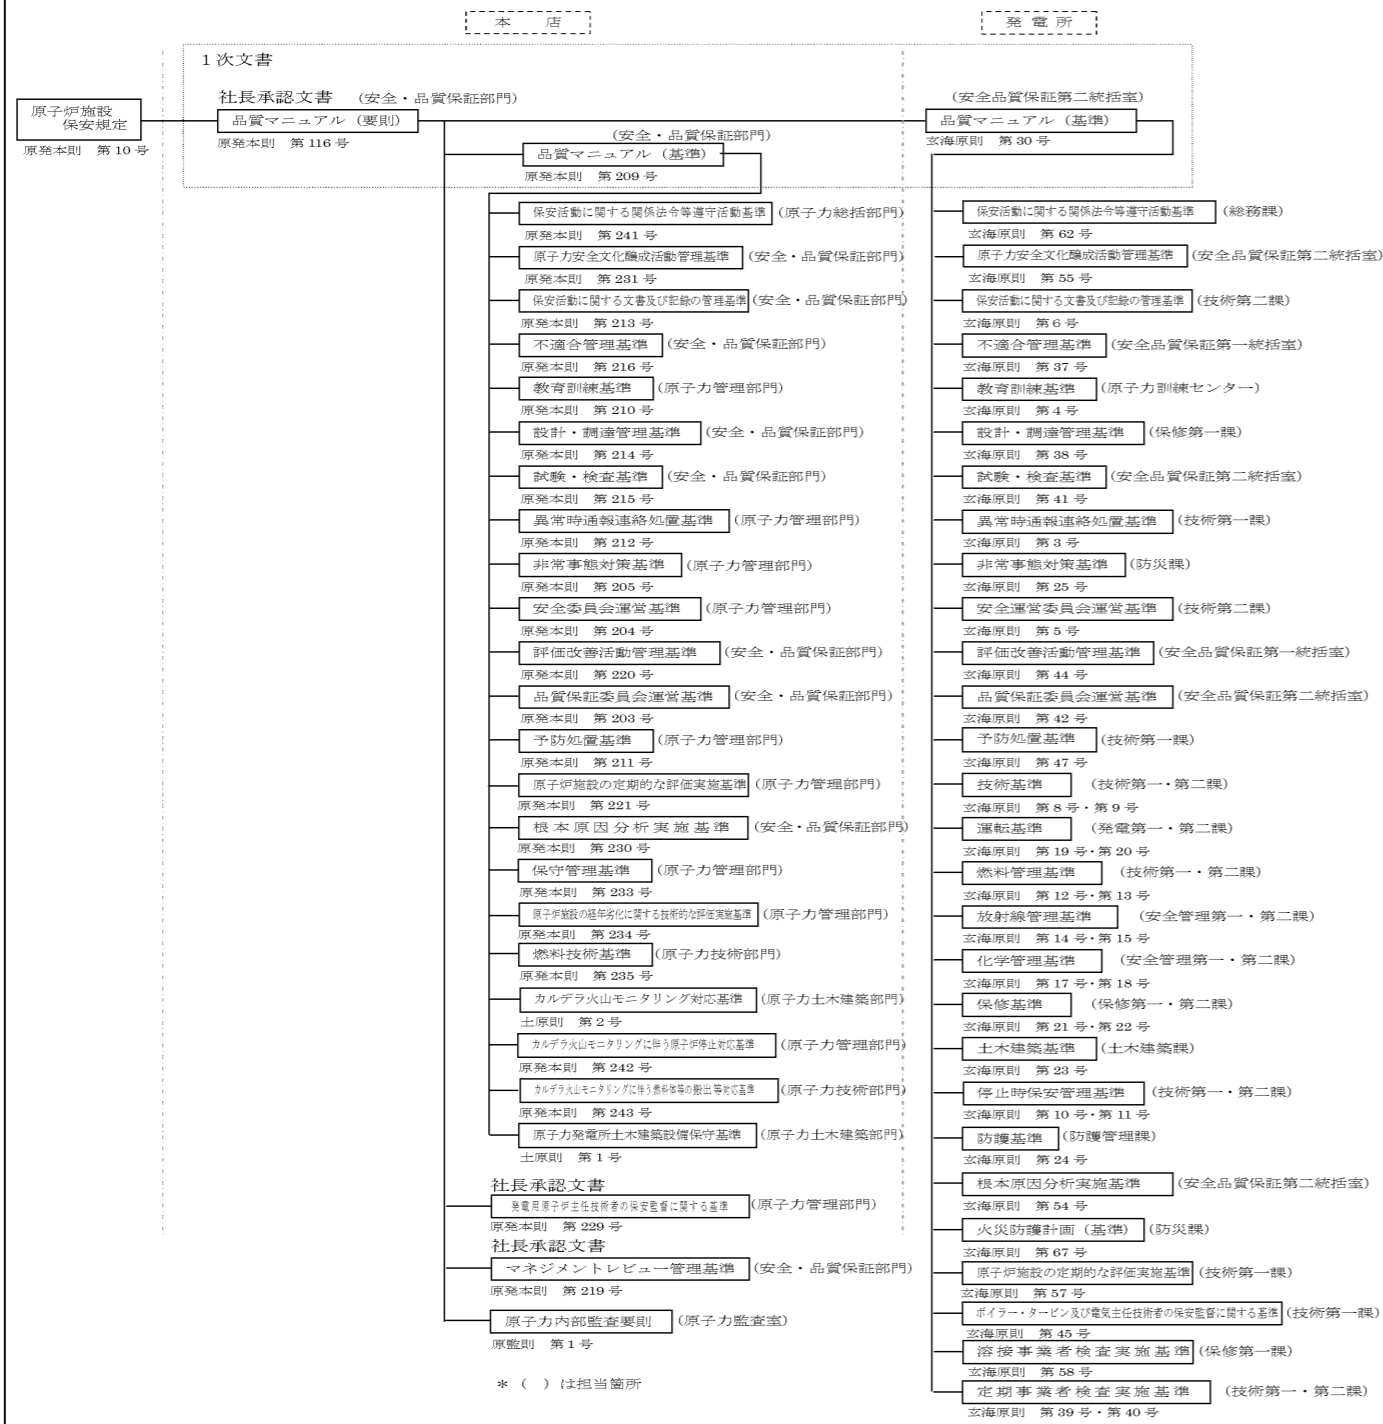 本　店
発 電 所
１次文書
社長承認文書　(安全・品質保証部門)
原子炉施設
保安規定
原発本則　第 10 号
品質マニュアル（要則）
原発本則　第 116 号
(安全・品質保証部門)
品質マニュアル（基準）
原発本則　第 209 号
保安活動に関する関係法令等遵守活動基準 (原子力総括部門)
原発本則　第 241 号
原子力安全文化醸成活動管理基準 (安全・品質保証部門)
原発本則　第 231 号
保安活動に関する文書及び記録の管理基準 (安全・品質保証部門)
原発本則　第 213 号
不適合管理基準 (安全・品質保証部門)
原発本則　第 216 号
教育訓練基準 (原子力管理部門)
原発本則　第 210 号
設計・調達管理基準 (安全・品質保証部門)
原発本則　第 214 号
試験・検査基準 (安全・品質保証部門)
原発本則　第 215 号
異常時通報連絡処置基準 (原子力管理部門)
原発本則　第 212 号
非常事態対策基準 (原子力管理部門)
原発本則　第 205 号
安全委員会運営基準 (原子力管理部門)
原発本則　第 204 号
評価改善活動管理基準 (安全・品質保証部門)
原発本則　第 220 号
品質保証委員会運営基準 (安全・品質保証部門)
原発本則　第 203 号
予防処置基準 (原子力管理部門)
原発本則　第 211 号
原子炉施設の定期的な評価実施基準 (原子力管理部門)
原発本則　第 221 号
根本原因分析実施基準 (安全・品質保証部門)
原発本則　第 230 号
保守管理基準 (原子力管理部門)
原発本則　第 233 号
原子炉施設の経年劣化に関する技術的な評価実施基準 (原子力管理部門)
原発本則　第 234 号
燃料技術基準 (原子力技術部門)
原発本則　第 235 号
カルデラ火山モニタリング対応基準 (原子力土木建築部門)
土原則　第 2 号
カルデラ火山モニタリングに伴う原子炉停止対応基準 (原子力管理部門)
原発本則　第 242 号
カルデラ火山モニタリングに伴う燃料体等の搬出等対応基準 (原子力技術部門)
原発本則　第 243 号
原子力発電所土木建築設備保守基準 (原子力土木建築部門)
土原則　第 1 号
社長承認文書
発電用原子炉主任技術者の保安監督に関する基準 (原子力管理部門)
原発本則　第 229 号
社長承認文書
マネジメントレビュー管理基準 (安全・品質保証部門)
原発本則　第 219 号
原子力内部監査要則 (原子力監査室)
原監則　第 1 号
＊（　）は担当箇所
(安全品質保証第二統括室)
品質マニュアル（基準）
玄海原則　第 30 号
保安活動に関する関係法令等遵守活動基準 (総務課)
玄海原則　第 62 号
原子力安全文化醸成活動管理基準 (安全品質保証第二統括室)
玄海原則　第 55 号
保安活動に関する文書及び記録の管理基準 (技術第二課)
玄海原則　第 6 号
不適合管理基準 (安全品質保証第一統括室)
玄海原則　第 37 号
教育訓練基準 (原子力訓練センター)
玄海原則　第 4 号
設計・調達管理基準 (保修第一課)
玄海原則　第 38 号
試験・検査基準 (安全品質保証第二統括室)
玄海原則　第 41 号
異常時通報連絡処置基準 (技術第一課)
玄海原則　第 3 号
非常事態対策基準 (防災課)
玄海原則　第 25 号
安全運営委員会運営基準 (技術第二課)
玄海原則　第 5 号
評価改善活動管理基準 (安全品質保証第一統括室)
玄海原則　第 44 号
品質保証委員会運営基準 (安全品質保証第二統括室)
玄海原則　第 42 号
予防処置基準 (技術第一課)
玄海原則　第 47 号
技術基準　(技術第一・第二課)
玄海原則　第 8 号・第 9 号
運転基準　(発電第一・第二課)
玄海原則　第 19 号・第 20 号
燃料管理基準　(技術第一・第二課)
玄海原則　第 12 号・第 13 号
放射線管理基準　(安全管理第一・第二課)
玄海原則　第 14 号・第 15 号
化学管理基準　(安全管理第一・第二課)
玄海原則　第 17 号・第 18 号
保修基準　(保修第一・第二課)
玄海原則　第 21 号・第 22 号
土木建築基準 (土木建築課)
玄海原則　第 23 号
停止時保安管理基準 (技術第一・第二課)
玄海原則　第 10 号・第 11 号
防護基準 (防護管理課)
玄海原則　第 24 号
根本原因分析実施基準 (安全品質保証第二統括室)
玄海原則　第 54 号
火災防護計画（基準） (防災課)
玄海原則　第 67 号
原子炉施設の定期的な評価実施基準 (技術第一課)
玄海原則　第 57 号
ボイラー・タービン及び電気主任技術者の保安監督に関する基準 (技術第一課)
玄海原則　第 45 号
溶接事業者検査実施基準 (保修第一課)
玄海原則　第 58 号
定期事業者検査実施基準　(技術第一・第二課)
玄海原則　第 39 号・第 40 号